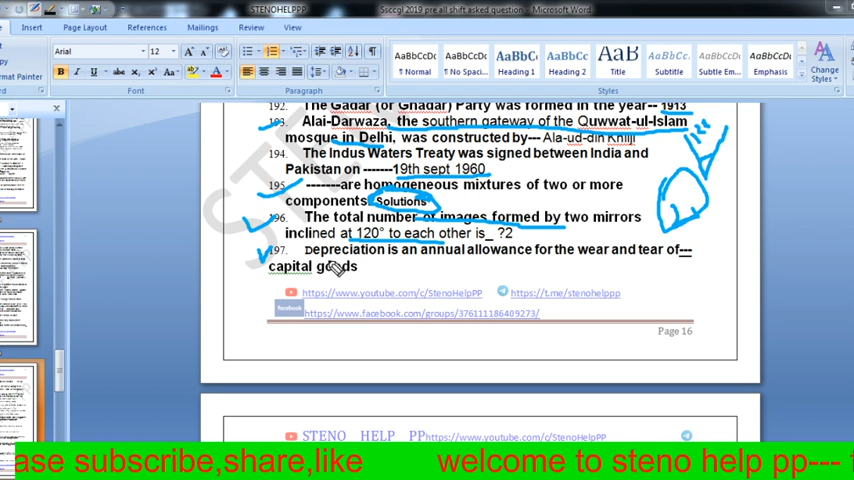 STENOHELPPP
Ssccgl 2019 pre all shift asked question - Microsoft Word
Insert Page Layout References Mailings Review View
Format Painter
Arial 12
B I U abc X₂ X² Aa
Font
Paragraph
AaBbCcDc AaBbCcDc AaBbC AaBbCc AaB AaBbCc. AaBbCcDc AaBbCcDc
¶ Normal ¶ No Spaci... Heading 1 Heading 2 Title Subtitle Subtle Em... Emphasis
Change
Styles
Styles
192. The Gadar (or Ghadar) Party was formed in the year-- 1913
193. Alai-Darwaza, the southern gateway of the Quwwat-ul-Islam
mosque in Delhi, was constructed by--- Ala-ud-din Khilji
194. The Indus Waters Treaty was signed between India and
Pakistan on -------19th sept 1960
195. -------are homogeneous mixtures of two or more
components Solutions
196. The total number of images formed by two mirrors
inclined at 120° to each other is_ ?2
197. Depreciation is an annual allowance for the wear and tear of---
capital goods
https://www.youtube.com/c/StenoHelpPP https://t.me/stenohelppp
facebook https://www.facebook.com/groups/376111186409273/
Page 16
STENO HELP PPhttps://www.youtube.com/c/StenoHelpPP
ase subscribe,share,like welcome to steno help pp---